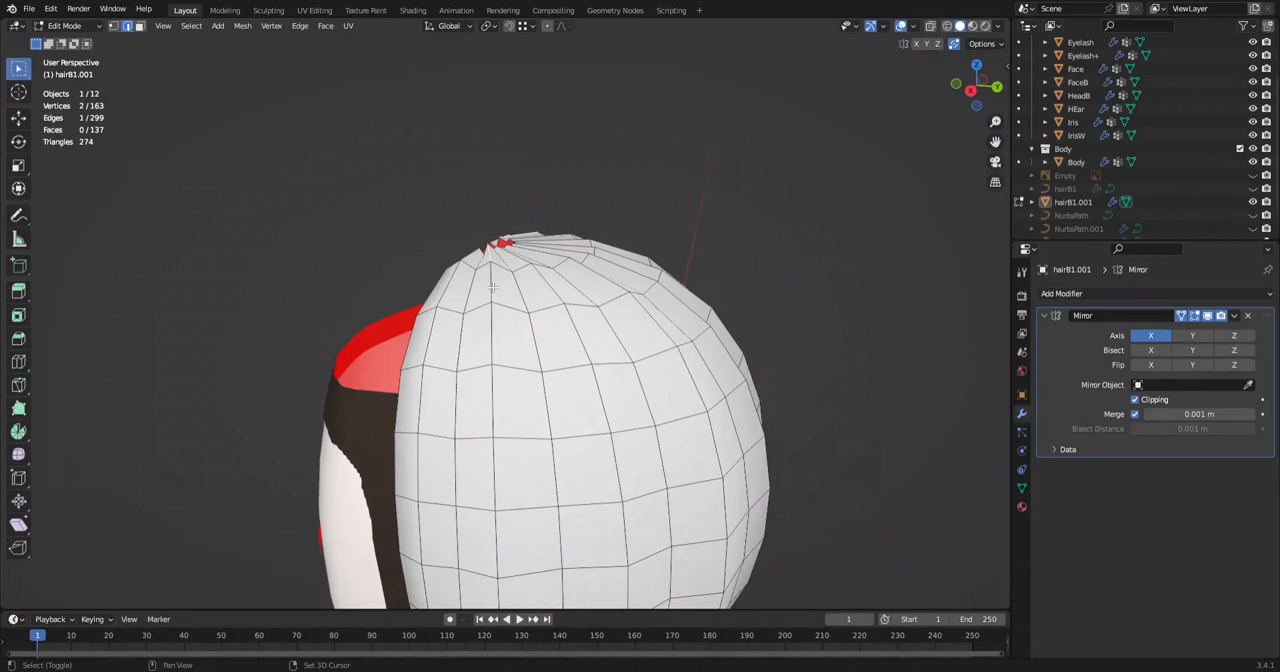 File Edit Render Window Help Layout Modeling Sculpting UV Editing Texture Paint Shading Animation Rendering Compositing Geometry Nodes Scripting + Scene ViewLayer
Edit Mode View Select Add Mesh Vertex Edge Face UV Global
X Y Z Options
User Perspective
(1) hairB1.001
Objects 1/12
Vertices 2/163
Edges 1/299
Faces 0/137
Triangles 274
Z
Y
X
Eyelash
Eyelash+
Face
FaceB
HeadB
HEar
Iris
IrisW
Body
Body
Empty
hairB1
hairB1.001
NurbsPath
NurbsPath.001
hairB1.001 > Mirror
Add Modifier
Mirror
Axis X Y Z
Bisect X Y Z
Flip X Y Z
Mirror Object
Clipping
Merge 0.001 m
Bisect Distance 0.001 m
Data
Playback Keying View Marker 1 Start 1 End 250
1 10 20 30 40 50 60 70 80 90 100 110 120 130 140 150 160 170 180 190 200 210 220 230 240 250
Select (Toggle) Pan View Set 3D Cursor 3.4.1